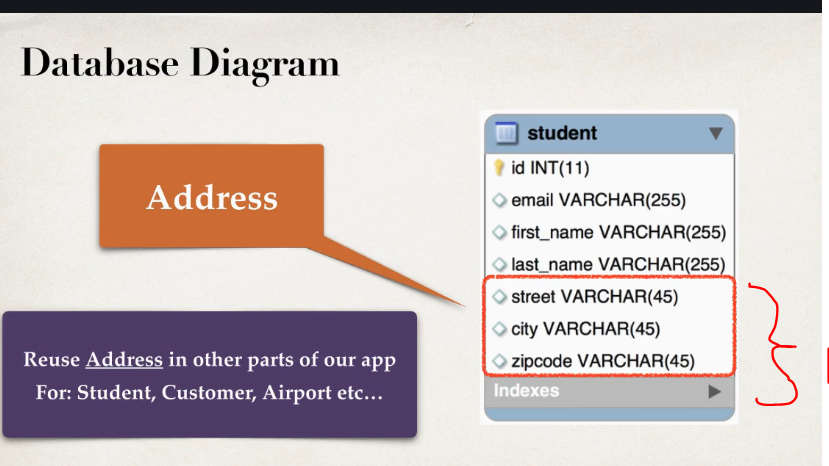 Database Diagram
Address
Reuse Address in other parts of our app
For: Student, Customer, Airport etc...
student
id INT(11)
email VARCHAR(255)
first_name VARCHAR(255)
last_name VARCHAR(255)
street VARCHAR(45)
city VARCHAR(45)
zipcode VARCHAR(45)
Indexes